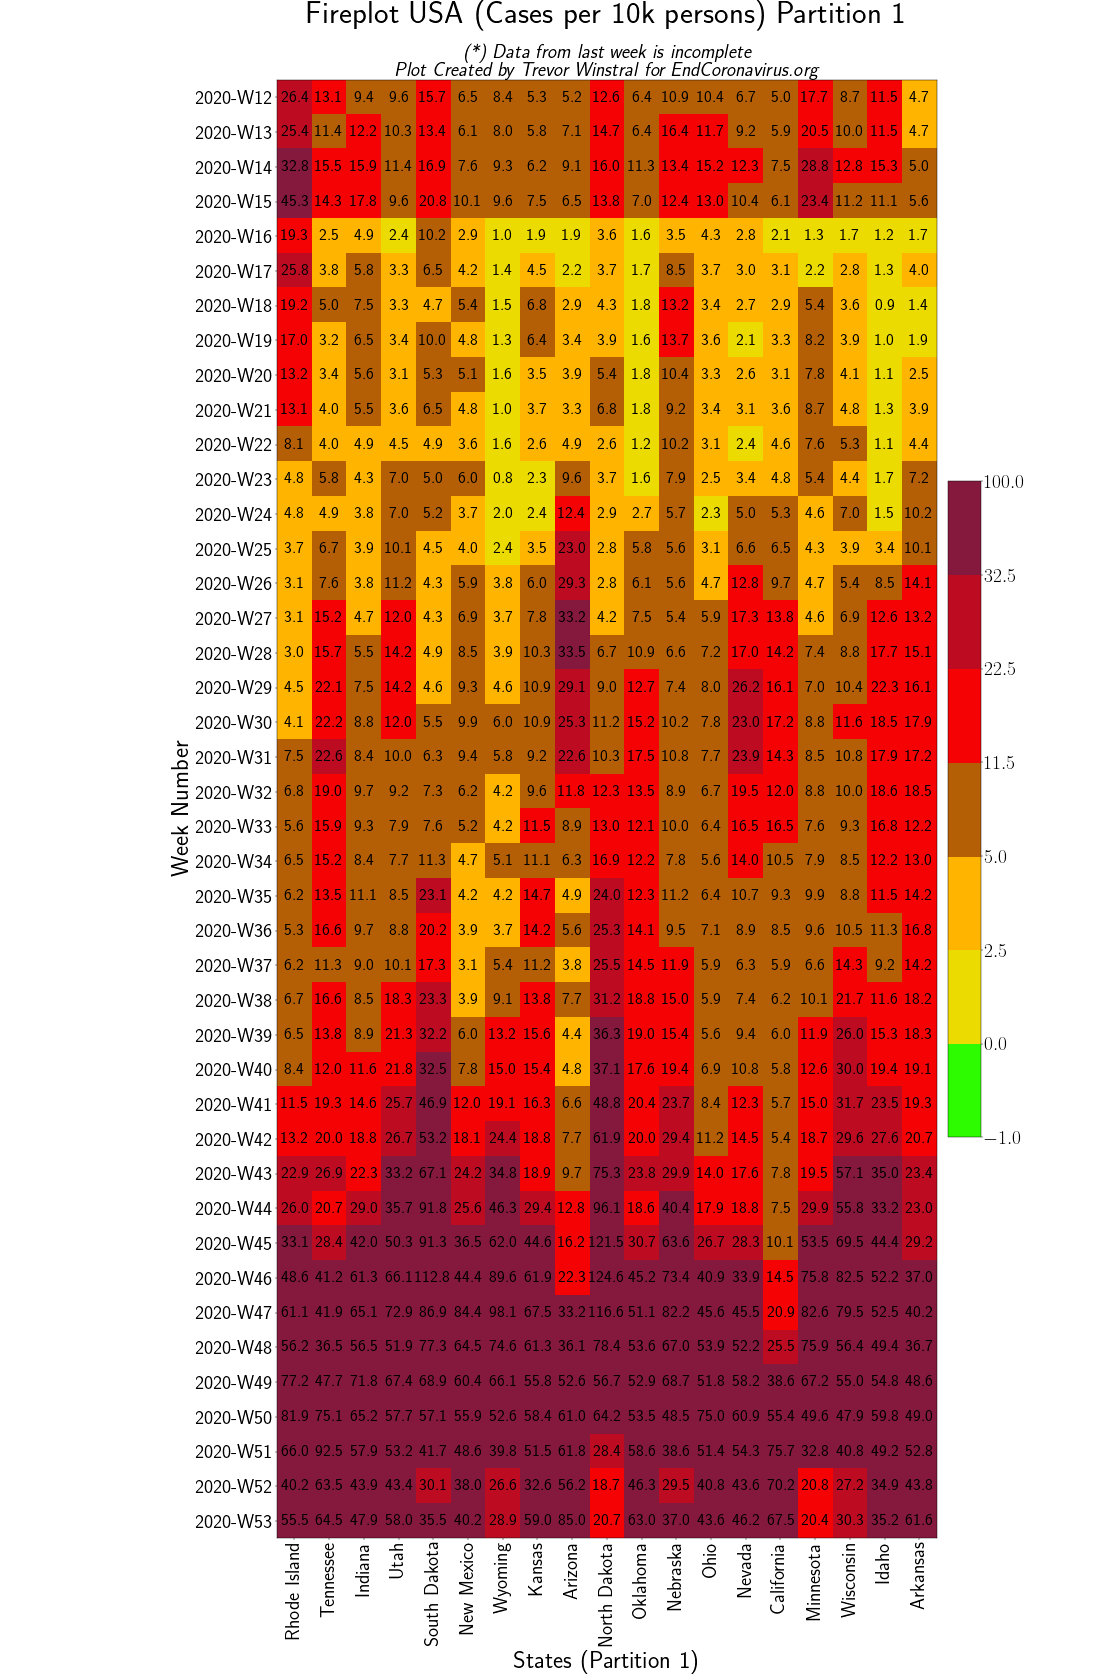 Fireplot USA (Cases per 10k persons) Partition 1
(*) Data from last week is incomplete
Plot Created by Trevor Winstral for EndCoronavirus.org
2020-W12 26.4 13.1 9.4 9.6 15.7 6.5 8.4 5.3 5.2 12.6 6.4 10.9 10.4 6.7 5.0 17.7 8.7 11.5 4.7
2020-W13 25.4 11.4 12.2 10.3 13.4 6.1 8.0 5.8 7.1 14.7 6.4 16.4 11.7 9.2 5.9 20.5 10.0 11.5 4.7
2020-W14 32.8 15.5 15.9 11.4 16.9 7.6 9.3 6.2 9.1 16.0 11.3 13.4 15.2 12.3 7.5 28.8 12.8 15.3 5.0
2020-W15 45.3 14.3 17.8 9.6 20.8 10.1 9.6 7.5 6.5 13.8 7.0 12.4 13.0 10.4 6.1 23.4 11.2 11.1 5.6
2020-W16 19.3 2.5 4.9 2.4 10.2 2.9 1.0 1.9 1.9 3.6 1.6 3.5 4.3 2.8 2.1 1.3 1.7 1.2 1.7
2020-W17 25.8 3.8 5.8 3.3 6.5 4.2 1.4 4.5 2.2 3.7 1.7 8.5 3.7 3.0 3.1 2.2 2.8 1.3 4.0
2020-W18 19.2 5.0 7.5 3.3 4.7 5.4 1.5 6.8 2.9 4.3 1.8 13.2 3.4 2.7 2.9 5.4 3.6 0.9 1.4
2020-W19 17.0 3.2 6.5 3.4 10.0 4.8 1.3 6.4 3.4 3.9 1.6 13.7 3.6 2.1 3.3 8.2 3.9 1.0 1.9
2020-W20 13.2 3.4 5.6 3.1 5.3 5.1 1.6 3.5 3.9 5.4 1.8 10.4 3.3 2.6 3.1 7.8 4.1 1.1 2.5
2020-W21 13.1 4.0 5.5 3.6 6.5 4.8 1.0 3.7 3.3 6.8 1.8 9.2 3.4 3.1 3.6 8.7 4.8 1.3 3.9
2020-W22 8.1 4.0 4.9 4.5 4.9 3.6 1.6 2.6 4.9 2.6 1.2 10.2 3.1 2.4 4.6 7.6 5.3 1.1 4.4
2020-W23 4.8 5.8 4.3 7.0 5.0 6.0 0.8 2.3 9.6 3.7 1.6 7.9 2.5 3.4 4.8 5.4 4.4 1.7 7.2
2020-W24 4.8 4.9 3.8 7.0 5.2 3.7 2.0 2.4 12.4 2.9 2.7 5.7 2.3 5.0 5.3 4.6 7.0 1.5 10.2
2020-W25 3.7 6.7 3.9 10.1 4.5 4.0 2.4 3.5 23.0 2.8 5.8 5.6 3.1 6.6 6.5 4.3 3.9 3.4 10.1
2020-W26 3.1 7.6 3.8 11.2 4.3 5.9 3.8 6.0 29.3 2.8 6.1 5.6 4.7 12.8 9.7 4.7 5.4 8.5 14.1
2020-W27 3.1 15.2 4.7 12.0 4.3 6.9 3.7 7.8 33.2 4.2 7.5 5.4 5.9 17.3 13.8 4.6 6.9 12.6 13.2
2020-W28 3.0 15.7 5.5 14.2 4.9 8.5 3.9 10.3 33.5 6.7 10.9 6.6 7.2 17.0 14.2 7.4 8.8 17.7 15.1
2020-W29 4.5 22.1 7.5 14.2 4.6 9.3 4.6 10.9 29.1 9.0 12.7 7.4 8.0 26.2 16.1 7.0 10.4 22.3 16.1
2020-W30 4.1 22.2 8.8 12.0 5.5 9.9 6.0 10.9 25.3 11.2 15.2 10.2 7.8 23.0 17.2 8.8 11.6 18.5 17.9
2020-W31 7.5 22.6 8.4 10.0 6.3 9.4 5.8 9.2 22.6 10.3 17.5 10.8 7.7 23.9 14.3 8.5 10.8 17.9 17.2
2020-W32 6.8 19.0 9.7 9.2 7.3 6.2 4.2 9.6 11.8 12.3 13.5 8.9 6.7 19.5 12.0 8.8 10.0 18.6 18.5
2020-W33 5.6 15.9 9.3 7.9 7.6 5.2 4.2 11.5 8.9 13.0 12.1 10.0 6.4 16.5 16.5 7.6 9.3 16.8 12.2
2020-W34 6.5 15.2 8.4 7.7 11.3 4.7 5.1 11.1 6.3 16.9 12.2 7.8 5.6 14.0 10.5 7.9 8.5 12.2 13.0
2020-W35 6.2 13.5 11.1 8.5 23.1 4.2 4.2 14.7 4.9 24.0 12.3 11.2 6.4 10.7 9.3 9.9 8.8 11.5 14.2
2020-W36 5.3 16.6 9.7 8.8 20.2 3.9 3.7 14.2 5.6 25.3 14.1 9.5 7.1 8.9 8.5 9.6 10.5 11.3 16.8
2020-W37 6.2 11.3 9.0 10.1 17.3 3.1 5.4 11.2 3.8 25.5 14.5 11.9 5.9 6.3 5.9 6.6 14.3 9.2 14.2
2020-W38 6.7 16.6 8.5 18.3 23.3 3.9 9.1 13.8 7.7 31.2 18.8 15.0 5.9 7.4 6.2 10.1 21.7 11.6 18.2
2020-W39 6.5 13.8 8.9 21.3 32.2 6.0 13.2 15.6 4.4 36.3 19.0 15.4 5.6 9.4 6.0 11.9 26.0 15.3 18.3
2020-W40 8.4 12.0 11.6 21.8 32.5 7.8 15.0 15.4 4.8 37.1 17.6 19.4 6.9 10.8 5.8 12.6 30.0 19.4 19.1
2020-W41 11.5 19.3 14.6 25.7 46.9 12.0 19.1 16.3 6.6 48.8 20.4 23.7 8.4 12.3 5.7 15.0 31.7 23.5 19.3
2020-W42 13.2 20.0 18.8 26.7 53.2 18.1 24.4 18.8 7.7 61.9 20.0 29.4 11.2 14.5 5.4 18.7 29.6 27.6 20.7
2020-W43 22.9 26.9 22.3 33.2 67.1 24.2 34.8 18.9 9.7 75.3 23.8 29.9 14.0 17.6 7.8 19.5 57.1 35.0 23.4
2020-W44 26.0 20.7 29.0 35.7 91.8 25.6 46.3 29.4 12.8 96.1 18.6 40.4 17.9 18.8 7.5 29.9 55.8 33.2 23.0
2020-W45 33.1 28.4 42.0 50.3 91.3 36.5 62.0 44.6 16.2 121.5 30.7 63.6 26.7 28.3 10.1 53.5 69.5 44.4 29.2
2020-W46 48.6 41.2 61.3 66.1 112.8 44.4 89.6 61.9 22.3 124.6 45.2 73.4 40.9 33.9 14.5 75.8 82.5 52.2 37.0
2020-W47 61.1 41.9 65.1 72.9 86.9 84.4 98.1 67.5 33.2 116.6 51.1 82.2 45.6 45.5 20.9 82.6 79.5 52.5 40.2
2020-W48 56.2 36.5 56.5 51.9 77.3 64.5 74.6 61.3 36.1 78.4 53.6 67.0 53.9 52.2 25.5 75.9 56.4 49.4 36.7
2020-W49 77.2 47.7 71.8 67.4 68.9 60.4 66.1 55.8 52.6 56.7 52.9 68.7 51.8 58.2 38.6 67.2 55.0 54.8 48.6
2020-W50 81.9 75.1 65.2 57.7 57.1 55.9 52.6 58.4 61.0 64.2 53.5 48.5 75.0 60.9 55.4 49.6 47.9 59.8 49.0
2020-W51 66.0 92.5 57.9 53.2 41.7 48.6 39.8 51.5 61.8 28.4 58.6 38.6 51.4 54.3 75.7 32.8 40.8 49.2 52.8
2020-W52 40.2 63.5 43.9 43.4 30.1 38.0 26.6 32.6 56.2 18.7 46.3 29.5 40.8 43.6 70.2 20.8 27.2 34.9 43.8
2020-W53 55.5 64.5 47.9 58.0 35.5 40.2 28.9 59.0 85.0 20.7 63.0 37.0 43.6 46.2 67.5 20.4 30.3 35.2 61.6
Week Number
Rhode Island
Tennessee
Indiana
Utah
South Dakota
New Mexico
Wyoming
Kansas
Arizona
North Dakota
Oklahoma
Nebraska
Ohio
Nevada
California
Minnesota
Wisconsin
Idaho
Arkansas
States (Partition 1)
100.0
32.5
22.5
11.5
5.0
2.5
0.0
−1.0